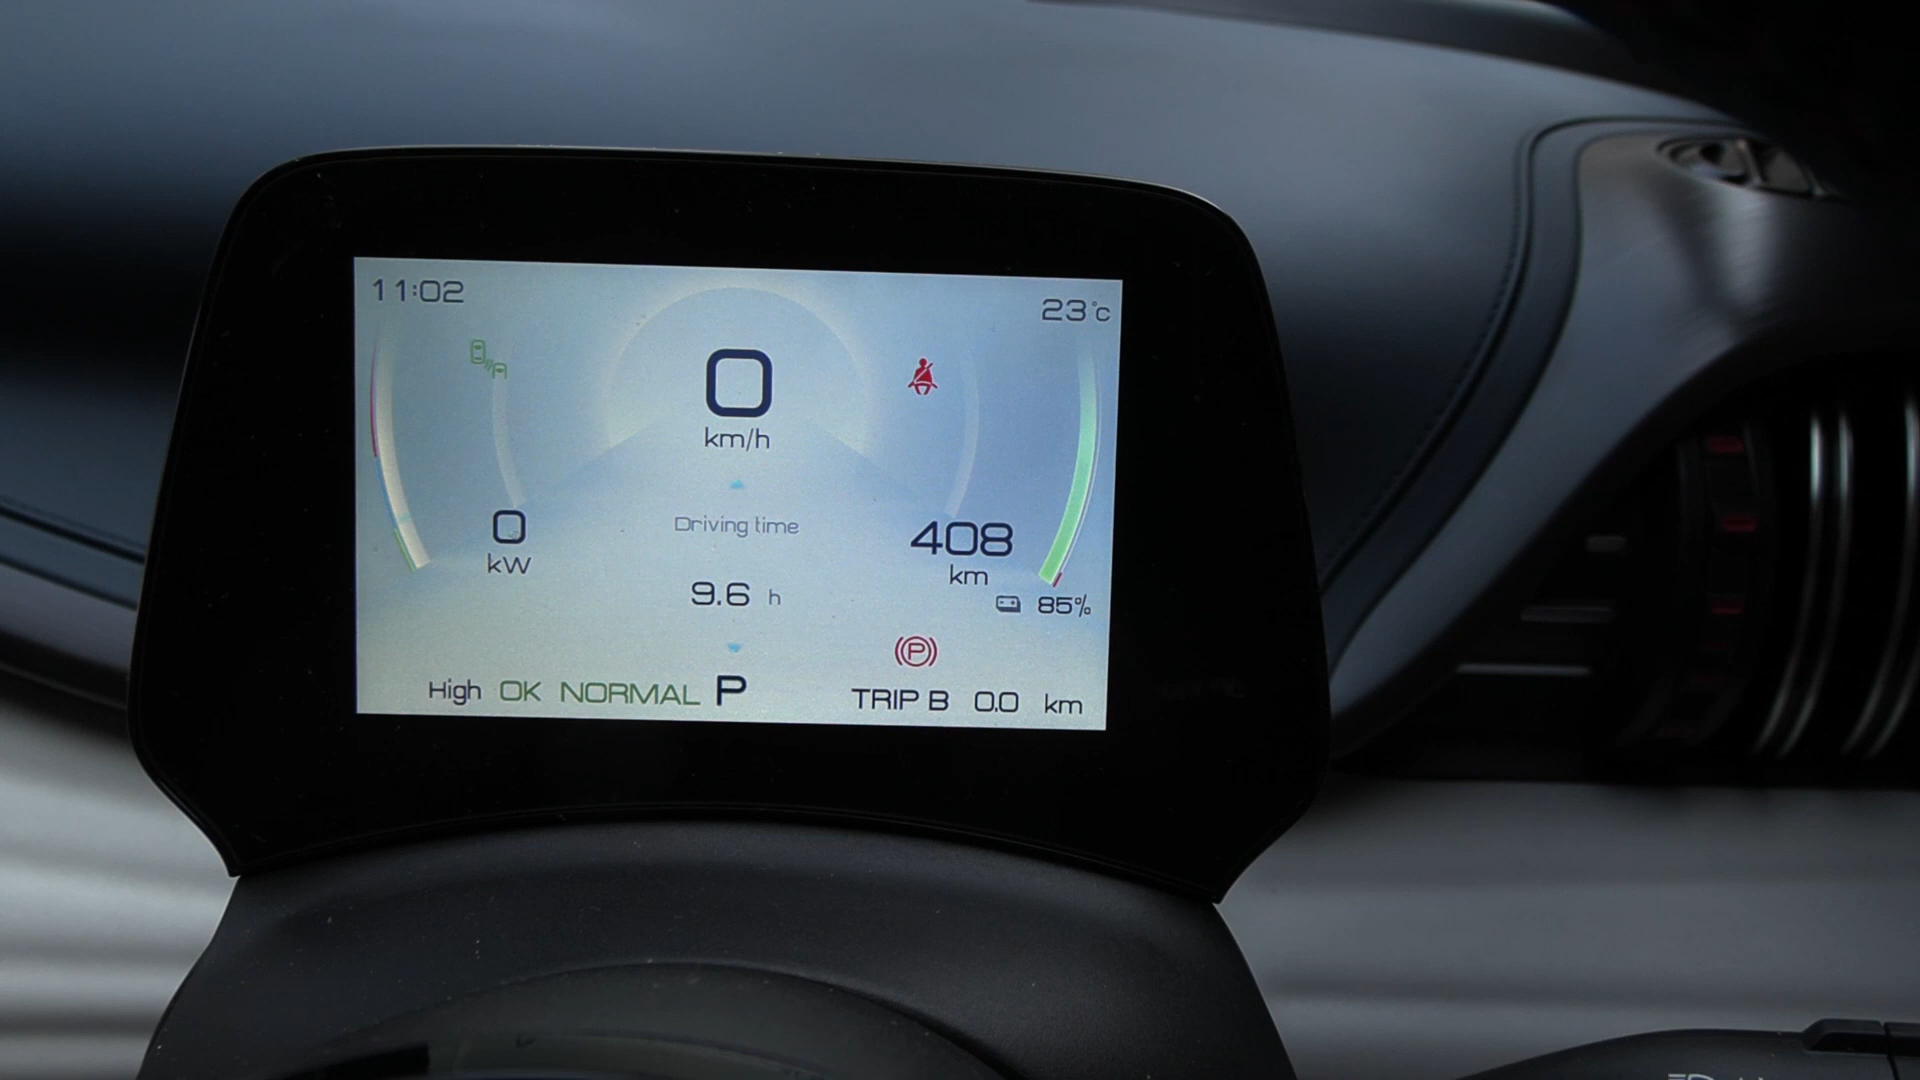 11:02
23°C
0
km/h
Driving time
0
kW
408
km
9.6 h
85%
P
High OK NORMAL P
TRIP B 0.0 km